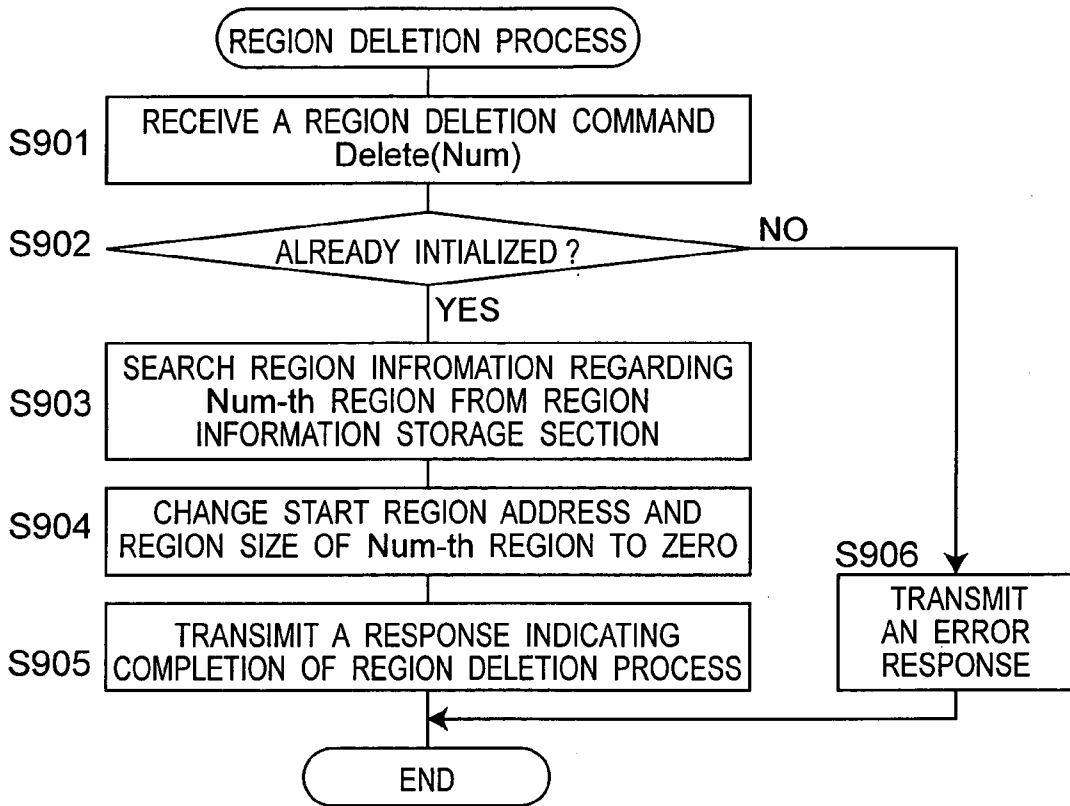 REGION DELETION PROCESS
S901
RECEIVE A REGION DELETION COMMAND
Delete(Num)
S902
ALREADY INTIALIZED ?
NO
YES
S903
SEARCH REGION INFROMATION REGARDING
Num-th REGION FROM REGION
INFORMATION STORAGE SECTION
S904
CHANGE START REGION ADDRESS AND
REGION SIZE OF Num-th REGION TO ZERO
S906
TRANSMIT
AN ERROR
RESPONSE
S905
TRANSIMIT A RESPONSE INDICATING
COMPLETION OF REGION DELETION PROCESS
END